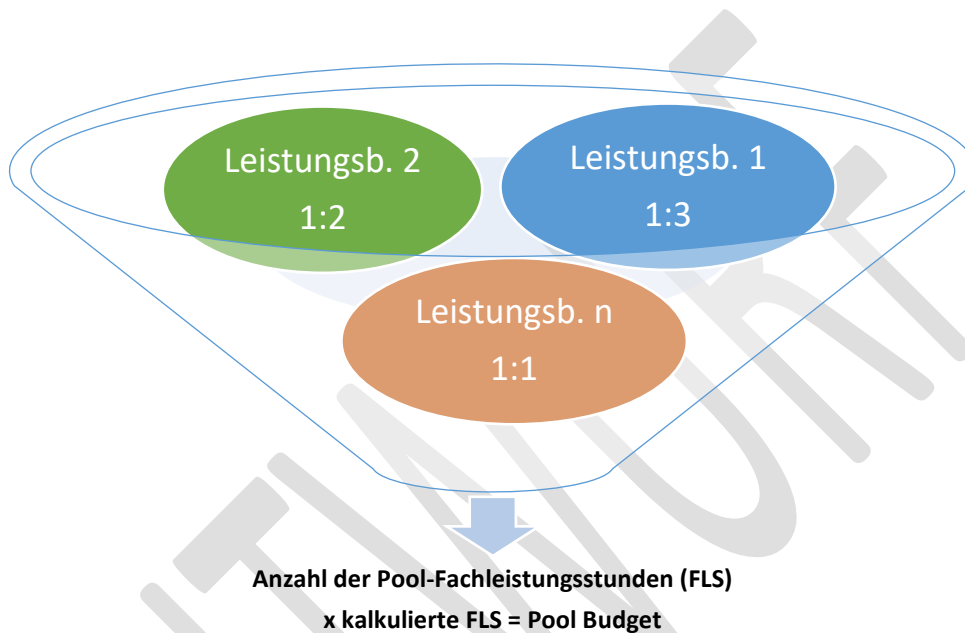 Leistungsb. 2
1:2
Leistungsb. 1
1:3
Leistungsb. n
1:1
Anzahl der Pool-Fachleistungsstunden (FLS)
x kalkulierte FLS = Pool Budget